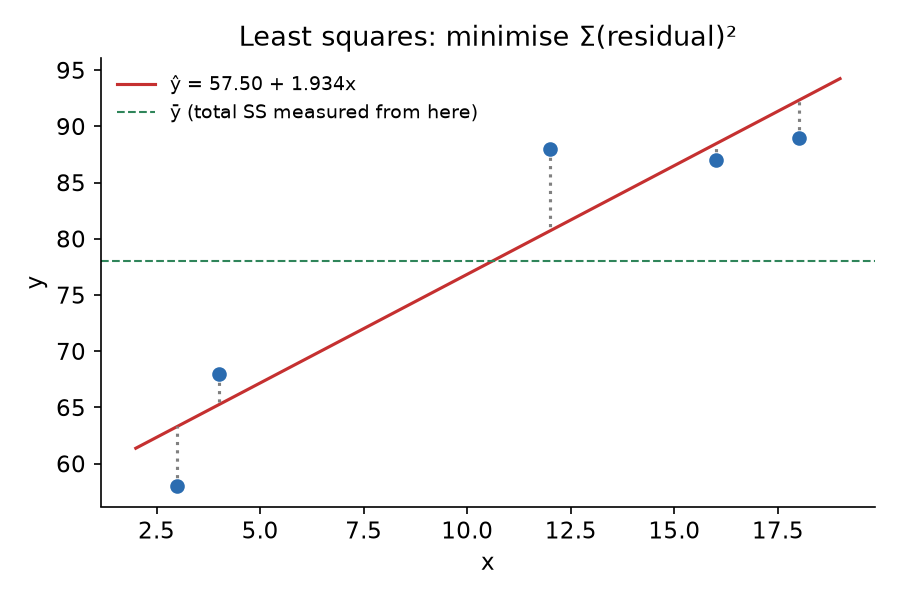 Least squares: minimise Σ(residual)²
ŷ = 57.50 + 1.934x
ȳ (total SS measured from here)
95
90
85
80
75
70
65
60
y
2.5 5.0 7.5 10.0 12.5 15.0 17.5
x